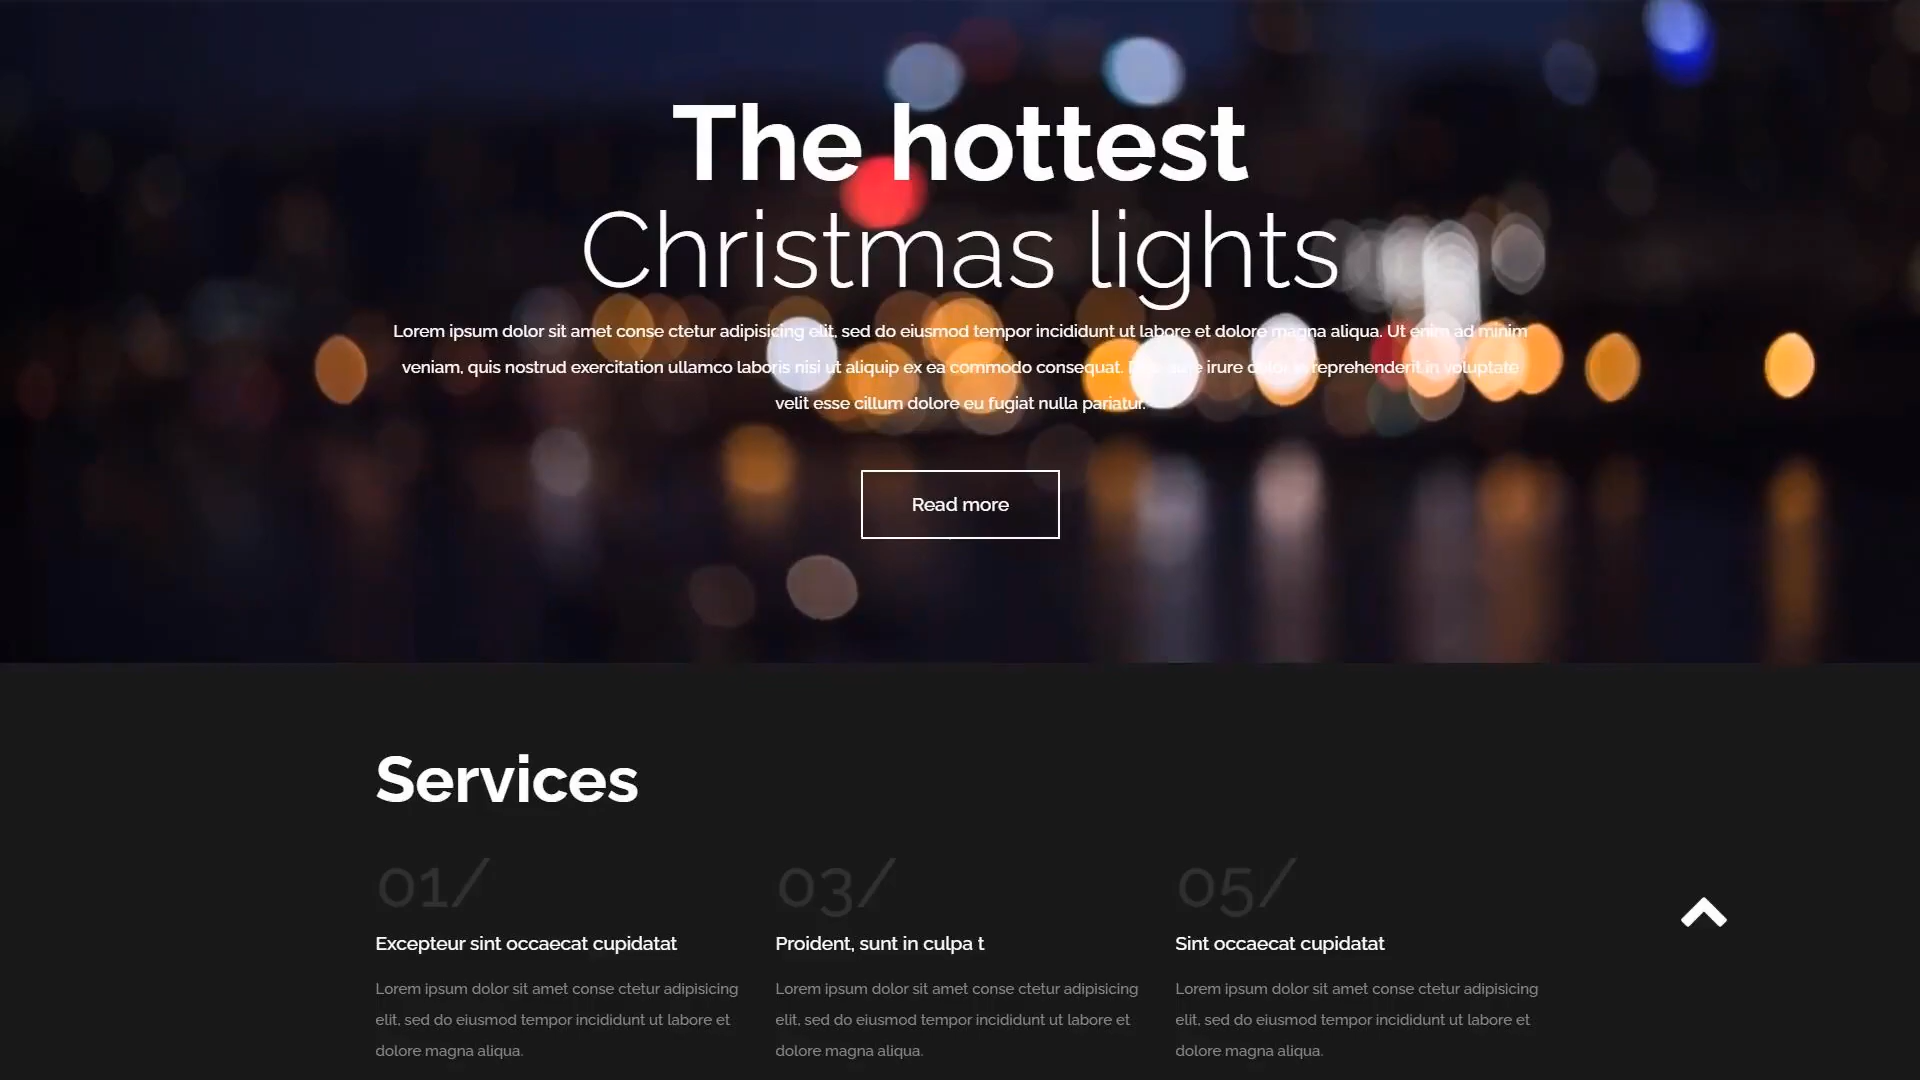 The hottest
Christmas lights
Lorem ipsum dolor sit amet conse ctetur adipisicing elit, sed do eiusmod tempor incididunt ut labore et dolore magna aliqua. Ut enim ad minim
veniam, quis nostrud exercitation ullamco laboris nisi ut aliquip ex ea commodo consequat. irure reprehenderit in voluptate
velit esse cillum dolore eu fugiat nulla pariatur.
Read more
Services
01/
03/
05/
Excepteur sint occaecat cupidatat
Proident, sunt in culpa t
Sint occaecat cupidatat
Lorem ipsum dolor sit amet conse ctetur adipisicing
elit, sed do eiusmod tempor incididunt ut labore et
dolore magna aliqua.
Lorem ipsum dolor sit amet conse ctetur adipisicing
elit, sed do eiusmod tempor incididunt ut labore et
dolore magna aliqua.
Lorem ipsum dolor sit amet conse ctetur adipisicing
elit, sed do eiusmod tempor incididunt ut labore et
dolore magna aliqua.